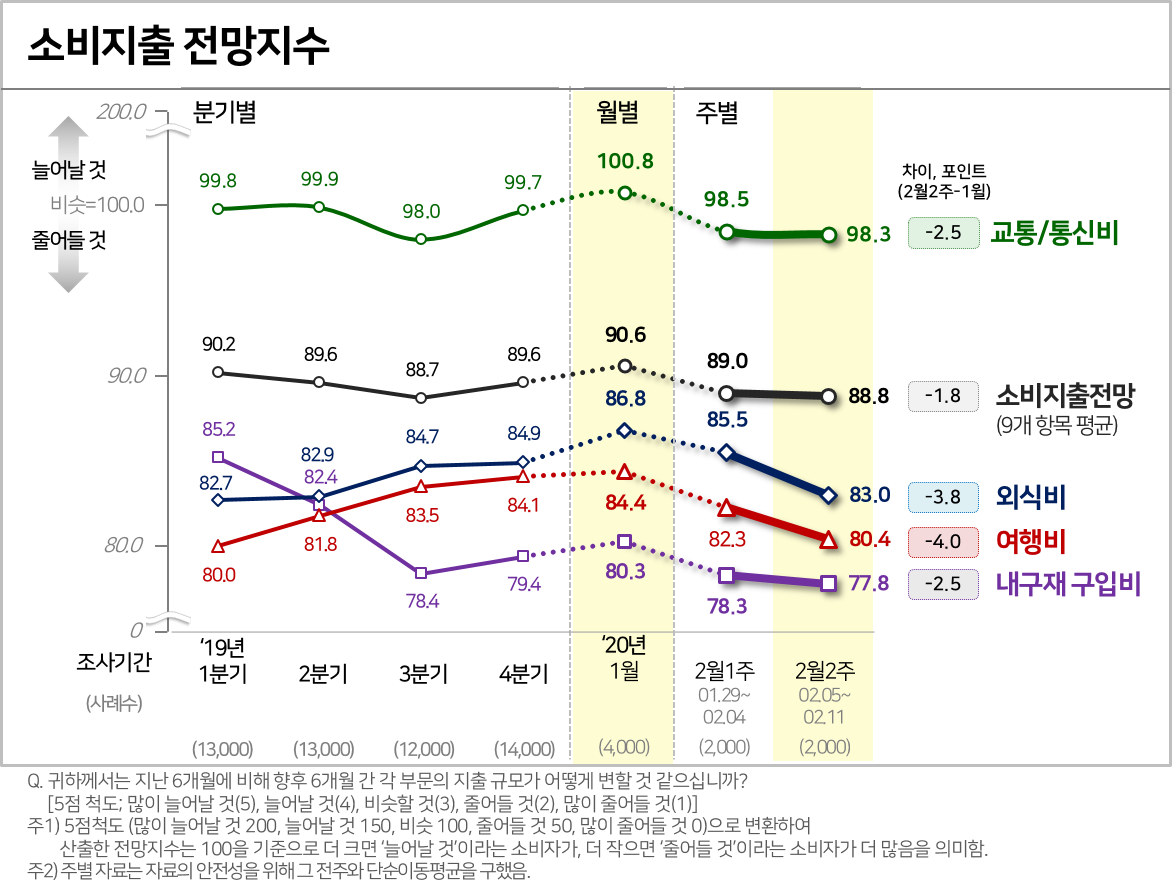 소비지출 전망지수
분기별
월별
주별
200.0
늘어날 것
비슷=100.0
줄어들 것
90.0
80.0
0
차이, 포인트
(2월2주-1월)
99.8
99.9
98.0
99.7
100.8
98.5
98.3
-2.5
교통/통신비
90.2
89.6
88.7
89.6
90.6
89.0
88.8
-1.8
소비지출전망
(9개 항목 평균)
82.7
82.9
84.7
84.9
86.8
85.5
83.0
-3.8
외식비
80.0
81.8
83.5
84.1
84.4
82.3
80.4
-4.0
여행비
85.2
82.4
78.4
79.4
80.3
78.3
77.8
-2.5
내구재 구입비
조사기간
(사례수)
‘19년
1분기
2분기
3분기
4분기
‘20년
1월
2월1주
01.29~
02.04
2월2주
02.05~
02.11
(13,000)
(13,000)
(12,000)
(14,000)
(4,000)
(2,000)
(2,000)
Q. 귀하께서는 지난 6개월에 비해 향후 6개월 간 각 부문의 지출 규모가 어떻게 변할 것 같으십니까?
[5점 척도; 많이 늘어날 것(5), 늘어날 것(4), 비슷할 것(3), 줄어들 것(2), 많이 줄어들 것(1)]
주1) 5점척도 (많이 늘어날 것 200, 늘어날 것 150, 비슷 100, 줄어들 것 50, 많이 줄어들 것 0)으로 변환하여
산출한 전망지수는 100을 기준으로 더 크면 ‘늘어날 것’이라는 소비자가, 더 작으면 ‘줄어들 것’이라는 소비자가 더 많음을 의미함.
주2) 주별 자료는 자료의 안전성을 위해 그 전주와 단순이동평균을 구했음.